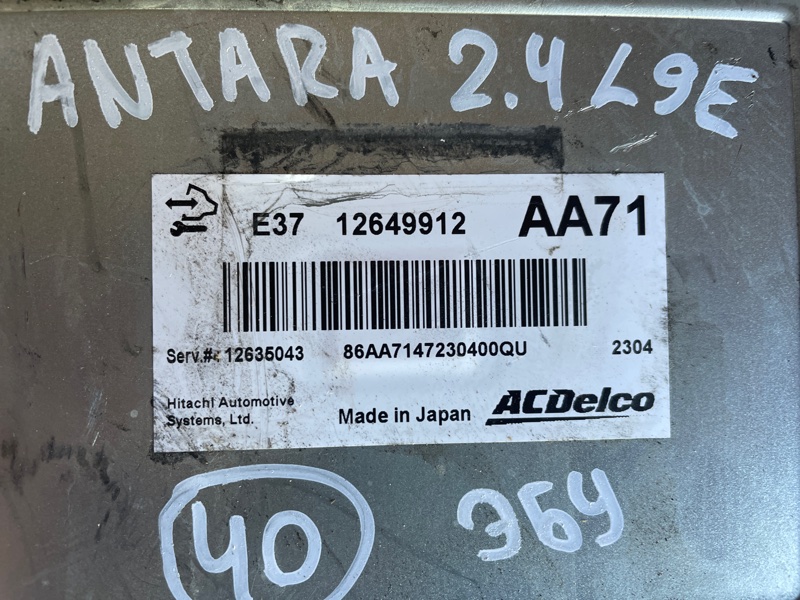 ANTARA 2.4 L9E
E37 12649912 AA71
Serv.#: 12635043 86AA7147230400QU 2304
Hitachi Automotive
Systems, Ltd.
Made in Japan ACDelco
40 ЭБУ